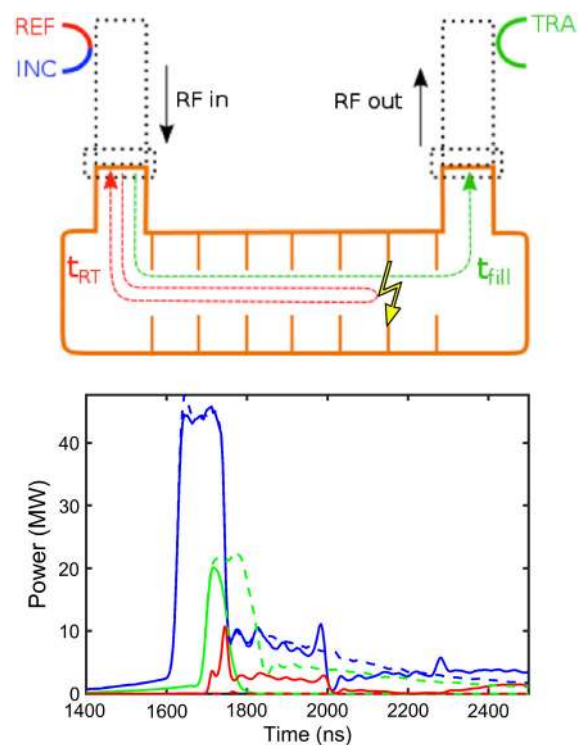 REF
INC
RF in
RF out
TRA
tRT
tfill
40
30
20
10
0
Power (MW)
1400 1600 1800 2000 2200 2400
Time (ns)